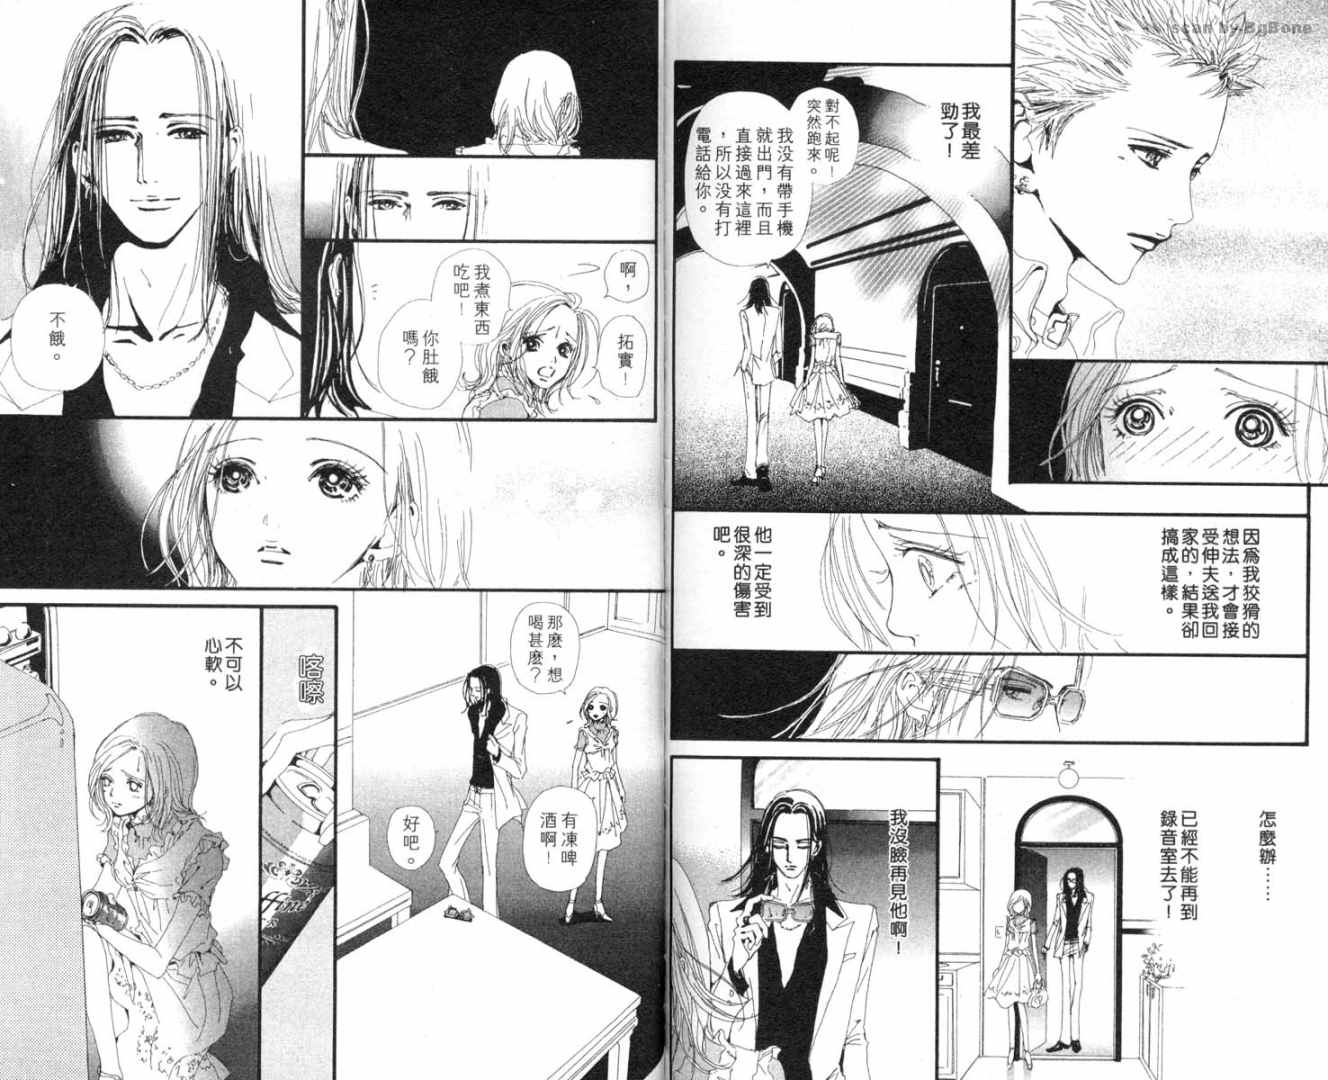 re scan by BgBone
我最差
勁了！
對不起呢！
突然跑來。
我没有帶手機
就出門，而且
直接過來這裡
，所以没有打
電話給你。
因爲我狡猾的
想法，才會接
受伸夫送我回
家的，結果卻
搞成這樣。
他一定受到
很深的傷害
吧。
怎麼辦……
已經不能再到
錄音室去了！
我沒臉再見他啊！
不餓。
啊，
拓實！
我煮東西
吃吧！
你肚餓
嗎？
那麼，想
喝甚麼？
有凍啤
酒啊！
好吧。
喀嚓
不可以
心軟。